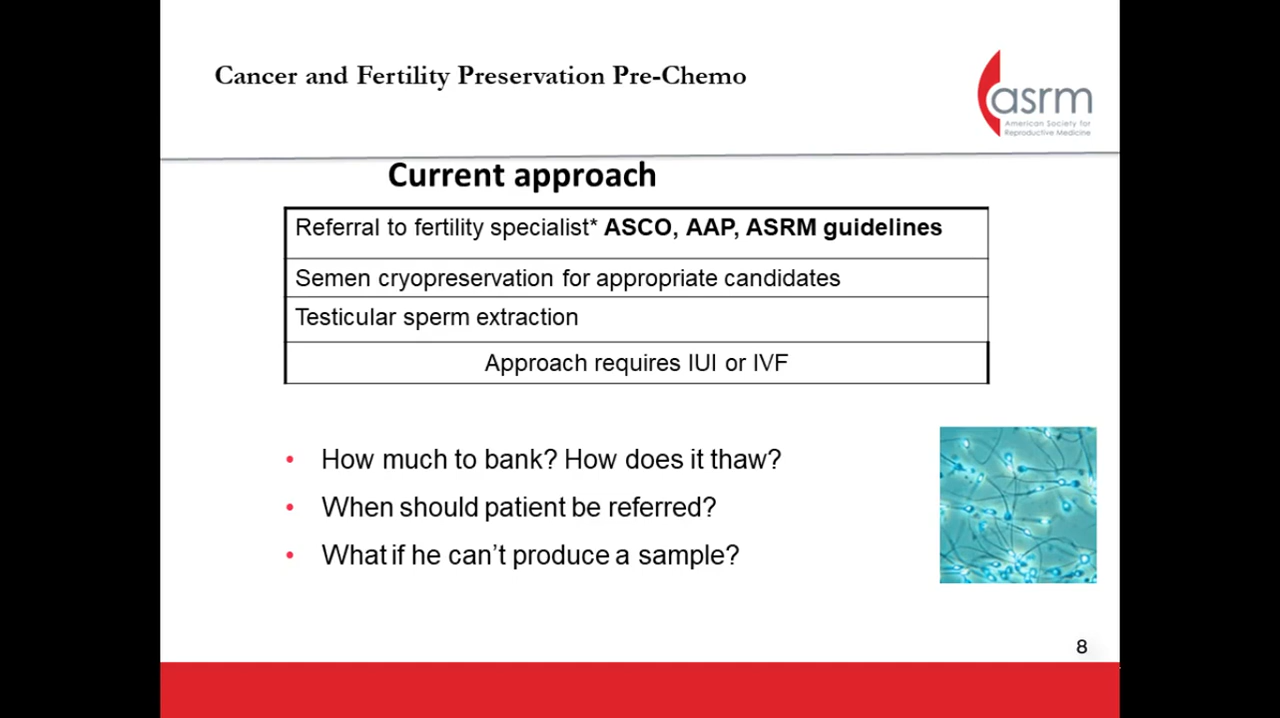 Cancer and Fertility Preservation Pre-Chemo
asrm
American Society for
Reproductive Medicine
Current approach
Referral to fertility specialist* ASCO, AAP, ASRM guidelines
Semen cryopreservation for appropriate candidates
Testicular sperm extraction
Approach requires IUI or IVF
• How much to bank? How does it thaw?
• When should patient be referred?
• What if he can't produce a sample?
8